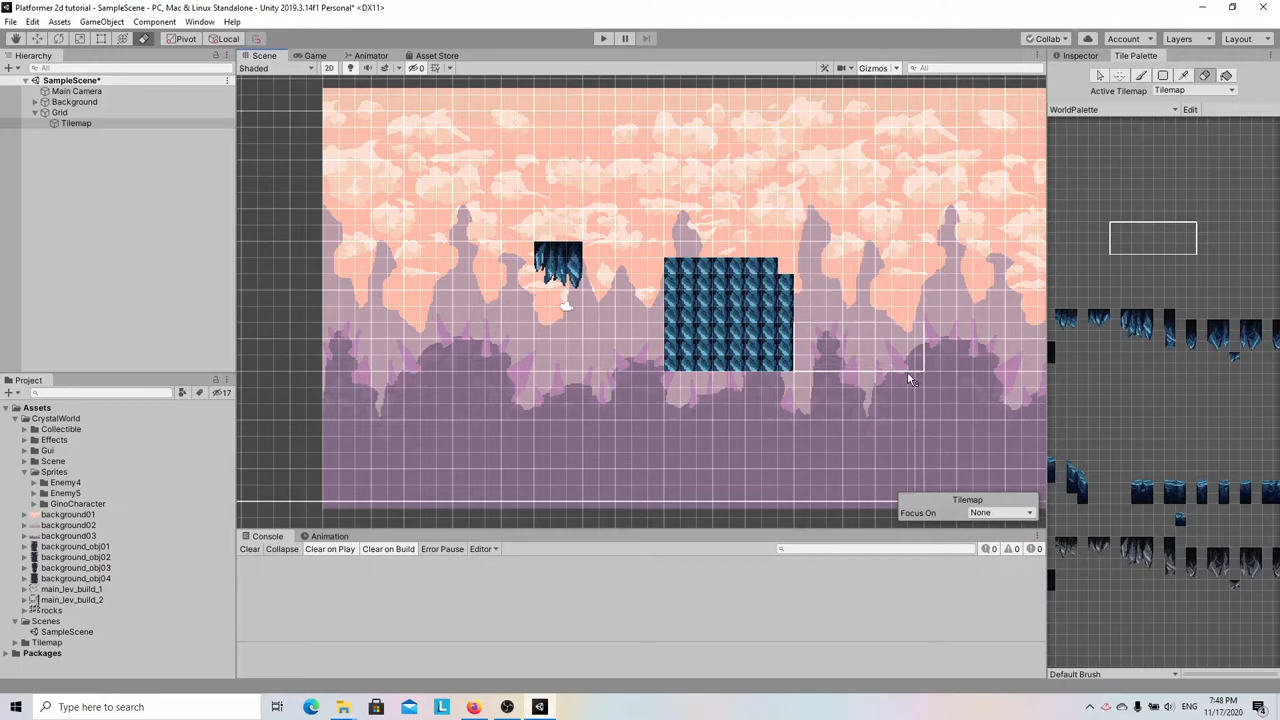 Platformer 2d tutorial - SampleScene - PC, Mac & Linux Standalone - Unity 2019.3.14f1 Personal* <DX11>
File Edit Assets GameObject Component Window Help
Pivot Local Collab Account Layers Layout
Hierarchy
All
SampleScene*
Main Camera
Background
Grid
Tilemap
Scene Game Animator Asset Store
Shaded 2D 0 Gizmos All
Tilemap
Focus On None
Inspector Tile Palette
Active Tilemap Tilemap
WorldPalette Edit
Default Brush
Project
17
Assets
CrystalWorld
Collectible
Effects
Gui
Scene
Sprites
Enemy4
Enemy5
GinoCharacter
background01
background02
background03
background_obj01
background_obj02
background_obj03
background_obj04
main_lev_build_1
main_lev_build_2
rocks
Scenes
SampleScene
Tilemap
Packages
Console Animation
Clear Collapse Clear on Play Clear on Build Error Pause Editor 0 0 0
Type here to search
ENG
7:48 PM
11/17/2020
4